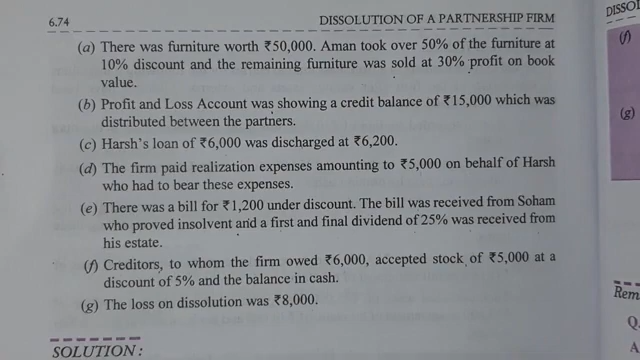 6.74 DISSOLUTION OF A PARTNERSHIP FIRM
(a) There was furniture worth ₹50,000. Aman took over 50% of the furniture at
10% discount and the remaining furniture was sold at 30% profit on book
value.
(b) Profit and Loss Account was showing a credit balance of ₹15,000 which was
distributed between the partners.
(c) Harsh's loan of ₹6,000 was discharged at ₹6,200.
(d) The firm paid realization expenses amounting to ₹5,000 on behalf of Harsh
who had to bear these expenses.
(e) There was a bill for ₹1,200 under discount. The bill was received from Soham
who proved insolvent and a first and final dividend of 25% was received from
his estate.
(f) Creditors, to whom the firm owed ₹6,000, accepted stock of ₹5,000 at a
discount of 5% and the balance in cash.
(g) The loss on dissolution was ₹8,000.
SOLUTION:
(f)
(g)
Q.
A